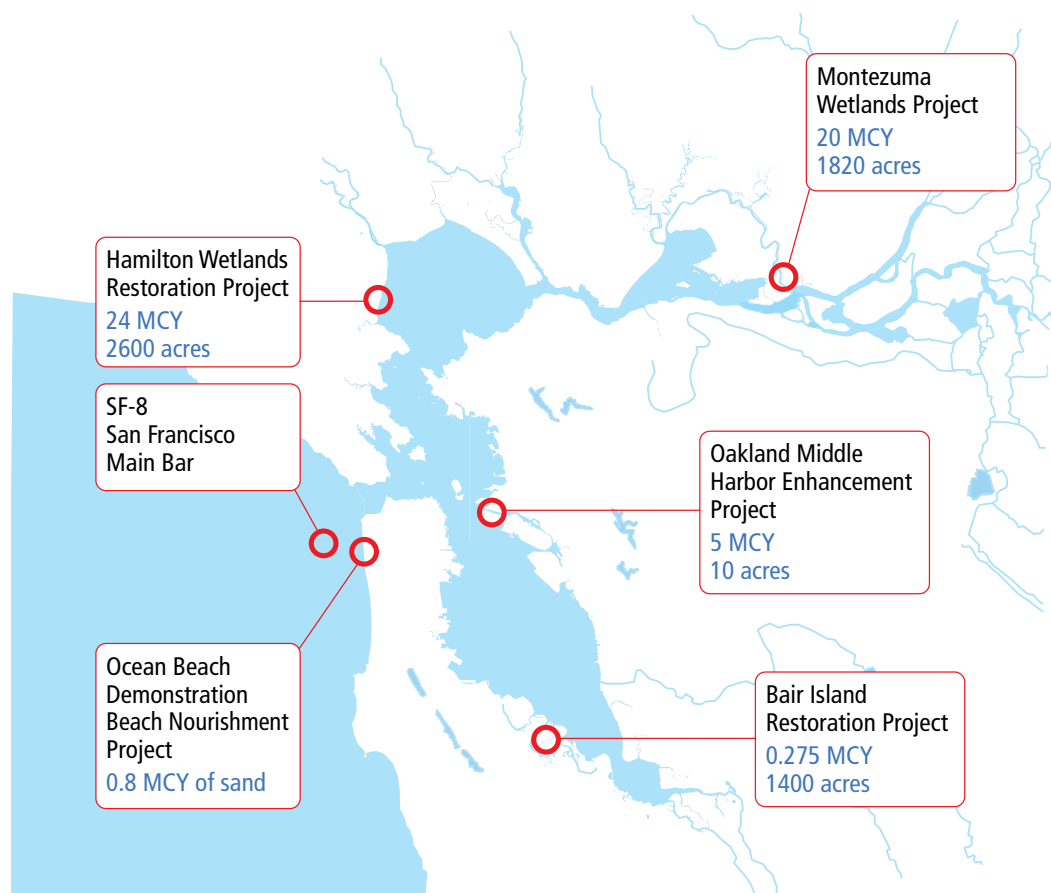 Montezuma
Wetlands Project
20 MCY
1820 acres
Hamilton Wetlands
Restoration Project
24 MCY
2600 acres
SF-8
San Francisco
Main Bar
Oakland Middle
Harbor Enhancement
Project
5 MCY
10 acres
Ocean Beach
Demonstration
Beach Nourishment
Project
0.8 MCY of sand
Bair Island
Restoration Project
0.275 MCY
1400 acres